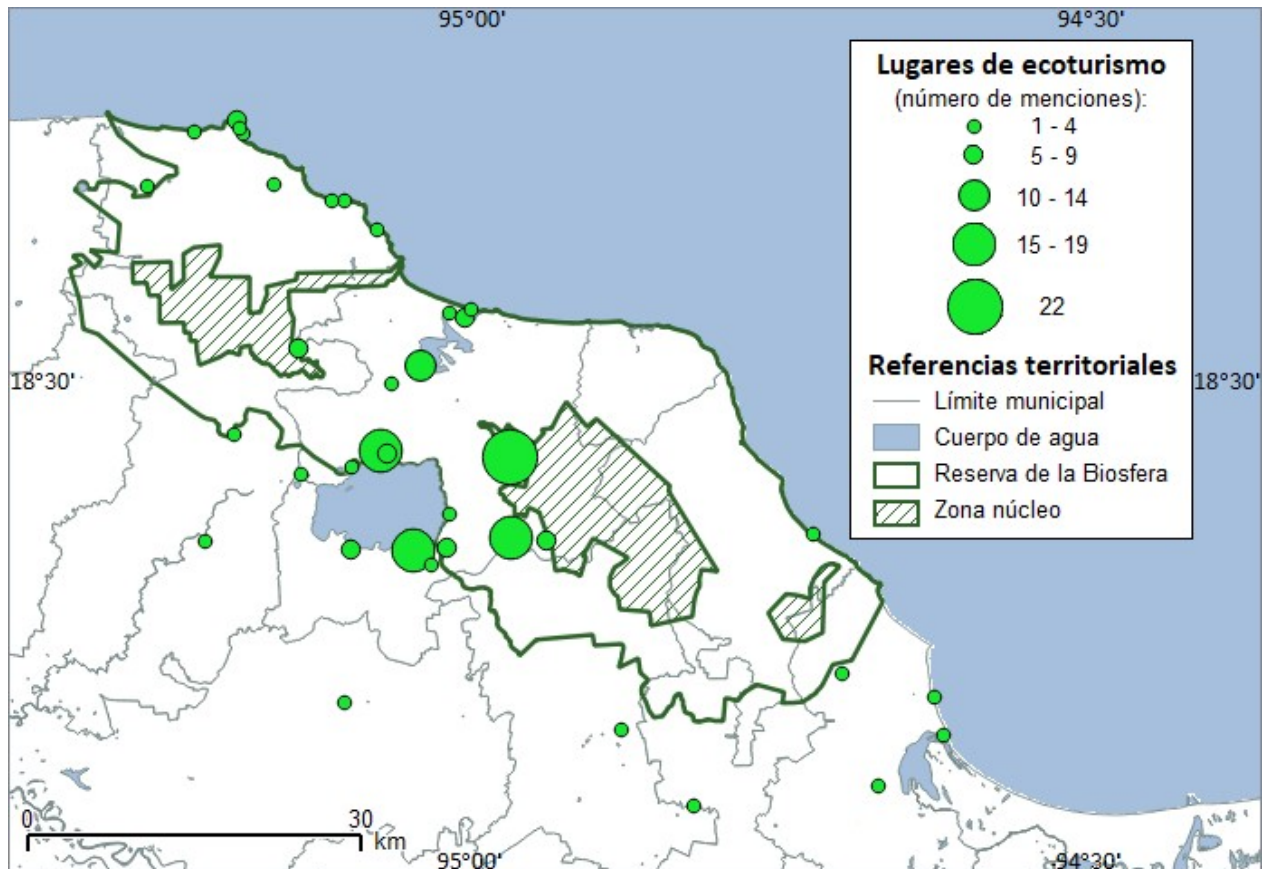 95°00'
94°30'
Lugares de ecoturismo
(número de menciones):
1 - 4
5 - 9
10 - 14
15 - 19
22
Referencias territoriales
Límite municipal
Cuerpo de agua
Reserva de la Biosfera
Zona núcleo
18°30'
18°30'
0
30
km
95°00'
94°30'